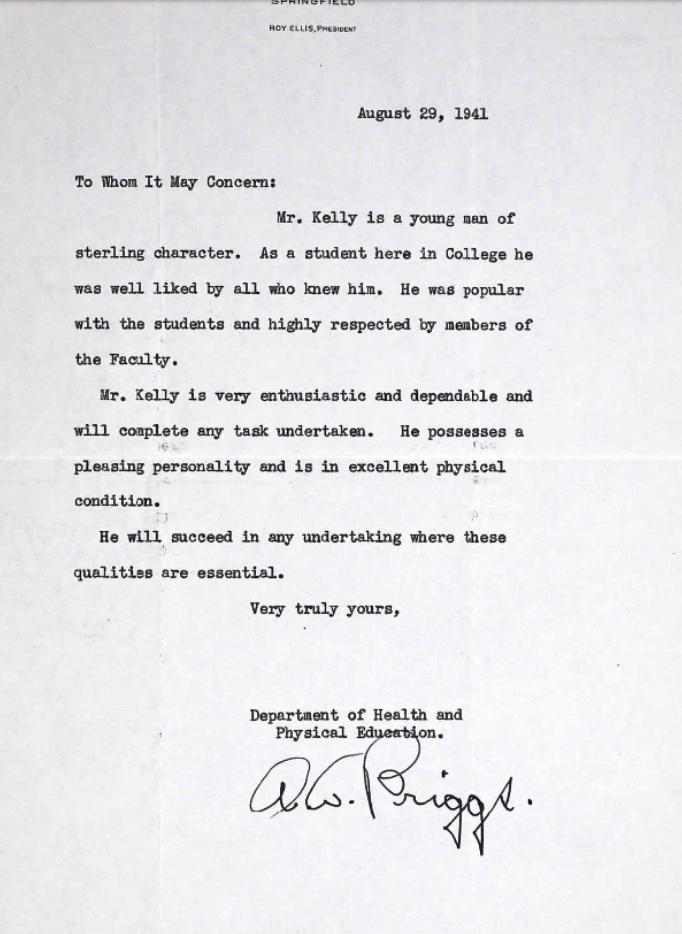 SPRINGFIELD
ROY ELLIS, PRESIDENT
August 29, 1941
To Whom It May Concern:
Mr. Kelly is a young man of
sterling character. As a student here in College he
was well liked by all who knew him. He was popular
with the students and highly respected by members of
the Faculty.
Mr. Kelly is very enthusiastic and dependable and
will complete any task undertaken. He possesses a
pleasing personality and is in excellent physical
condition.
He will succeed in any undertaking where these
qualities are essential.
Very truly yours,
Department of Health and
Physical Education.
A.W. Briggs.